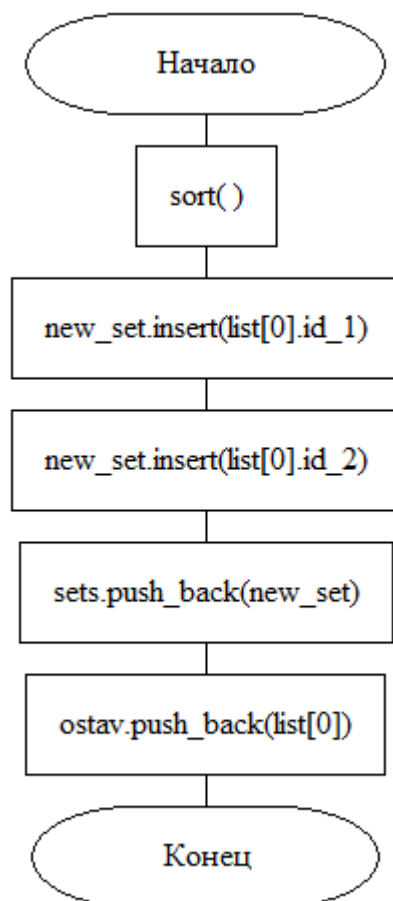 Начало
sort( )
new_set.insert(list[0].id_1)
new_set.insert(list[0].id_2)
sets.push_back(new_set)
ostav.push_back(list[0])
Конец